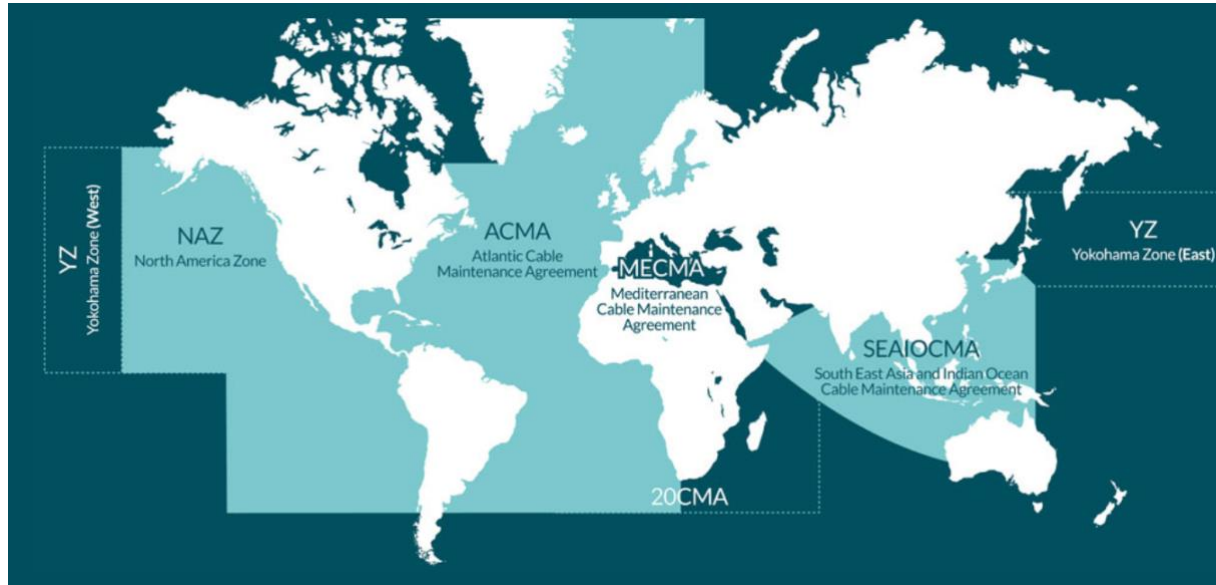 YZ
Yokohama Zone (West)
NAZ
North America Zone
ACMA
Atlantic Cable
Maintenance Agreement
MECMA
Mediterranean
Cable Maintenance
Agreement
YZ
Yokohama Zone (East)
SEAIOCMA
South East Asia and Indian Ocean
Cable Maintenance Agreement
20CMA